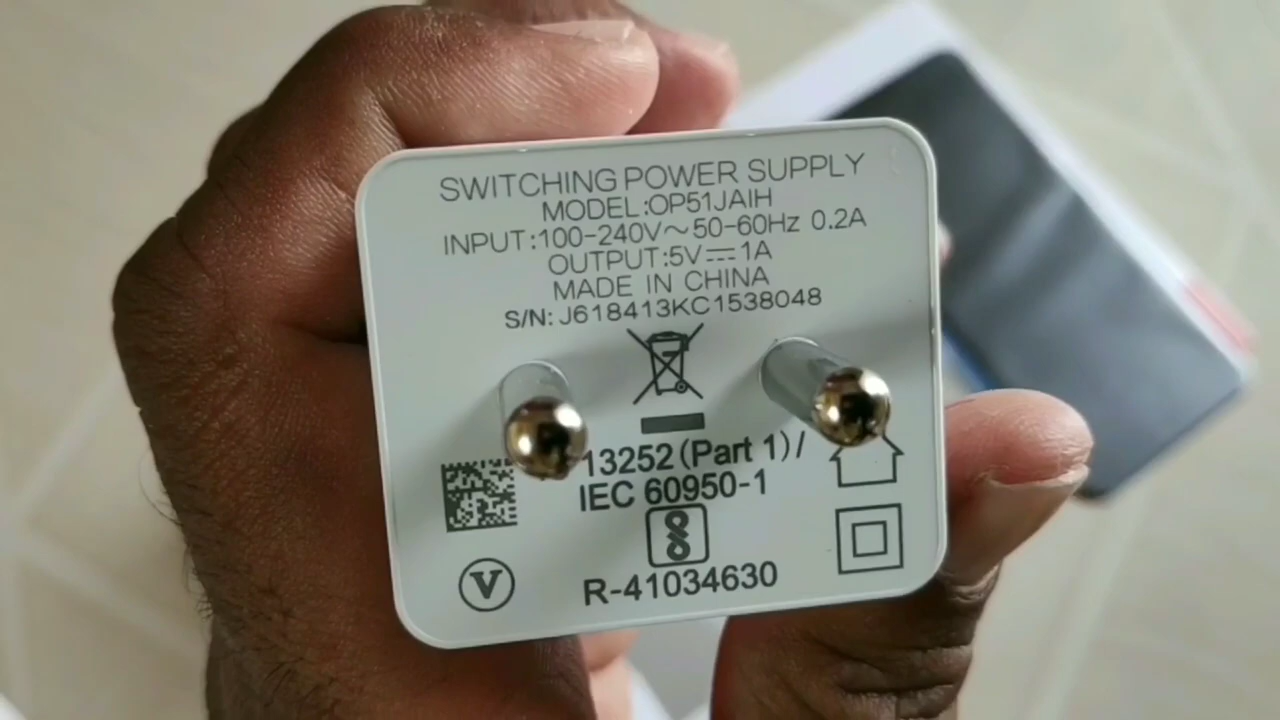 SWITCHING POWER SUPPLY
MODEL:OP51JAIH
INPUT:100-240V~50-60Hz 0.2A
OUTPUT:5V⎓1A
MADE IN CHINA
S/N: J618413KC1538048
13252 (Part 1) /
IEC 60950-1
R-41034630
V